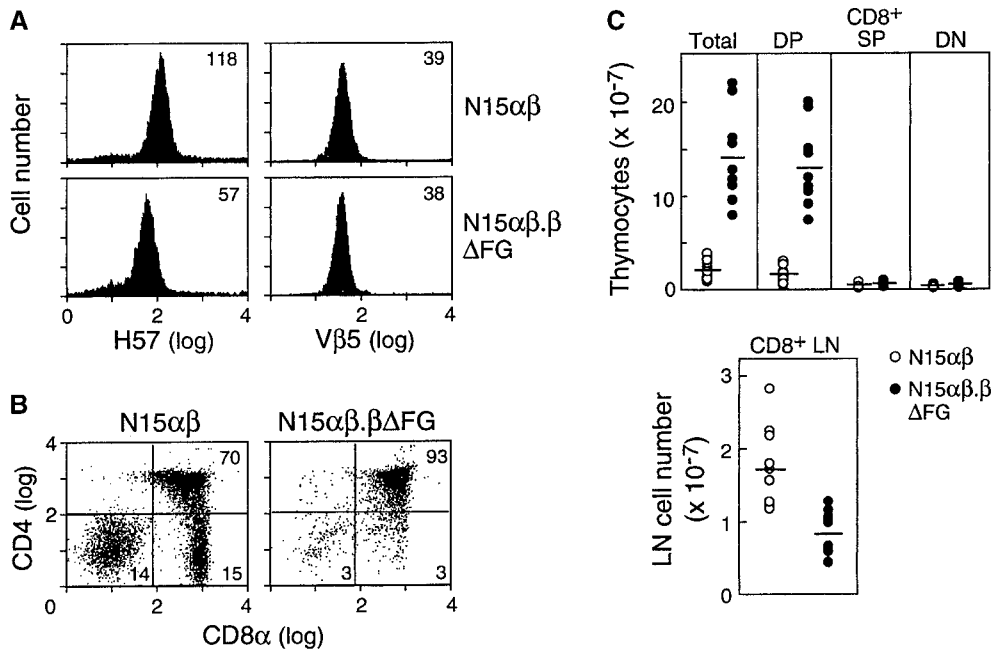 A
Cell number
118
39
N15αβ
57
38
N15αβ.β
ΔFG
0 2 4
0 2 4
H57 (log)
Vβ5 (log)
B
N15αβ
N15αβ.βΔFG
CD4 (log)
4
2
0
70
14
15
93
3
3
0 2 4
0 2 4
CD8α (log)
C
CD8+
Total
DP
SP
DN
Thymocytes (x 10-7)
20
10
0
CD8+ LN
LN cell number
(x 10-7)
3
2
1
0
N15αβ
N15αβ.β
ΔFG